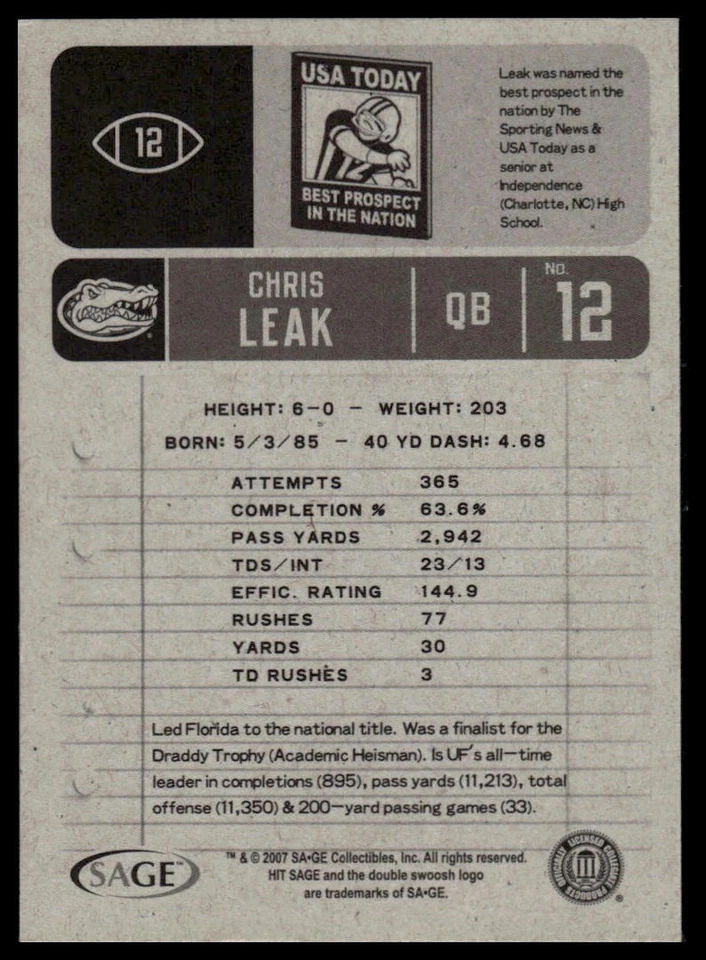 12
USA TODAY
12
BEST PROSPECT
IN THE NATION
Leak was named the
best prospect in the
nation by The
Sporting News &
USA Today as a
senior at
Independence
(Charlotte, NC) High
School.
CHRIS
LEAK
QB
NO.
12
HEIGHT: 6-0 - WEIGHT: 203
BORN: 5/3/85 - 40 YD DASH: 4.68
ATTEMPTS 365
COMPLETION % 63.6%
PASS YARDS 2,942
TDS/INT 23/13
EFFIC. RATING 144.9
RUSHES 77
YARDS 30
TD RUSHES 3
Led Florida to the national title. Was a finalist for the
Draddy Trophy (Academic Heisman). Is UF's all-time
leader in completions (895), pass yards (11,213), total
offense (11,350) & 200-yard passing games (33).
SAGE™
™ & © 2007 SA•GE Collectibles, Inc. All rights reserved.
HIT SAGE and the double swoosh logo
are trademarks of SA•GE.
OFFICIALLY LICENSED COLLEGIATE PRODUCTS
®